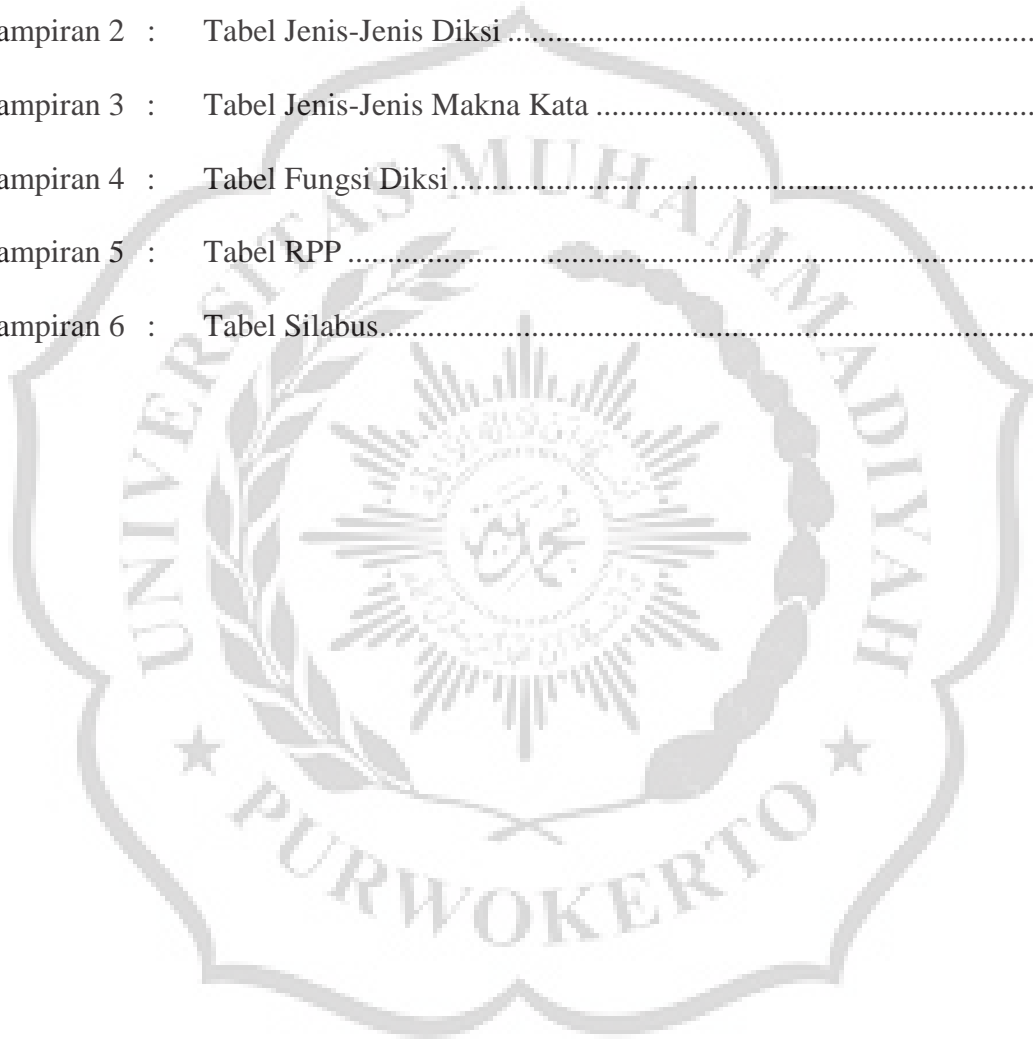 ampiran 2 : Tabel Jenis-Jenis Diksi ....................................................................
ampiran 3 : Tabel Jenis-Jenis Makna Kata .......................................................
ampiran 4 : Tabel Fungsi Diksi...........................................................................
ampiran 5 : Tabel RPP ........................................................................................
ampiran 6 : Tabel Silabus....................................................................................
UNIVERSITAS MUHAMMADIYAH
★ PURWOKERTO ★